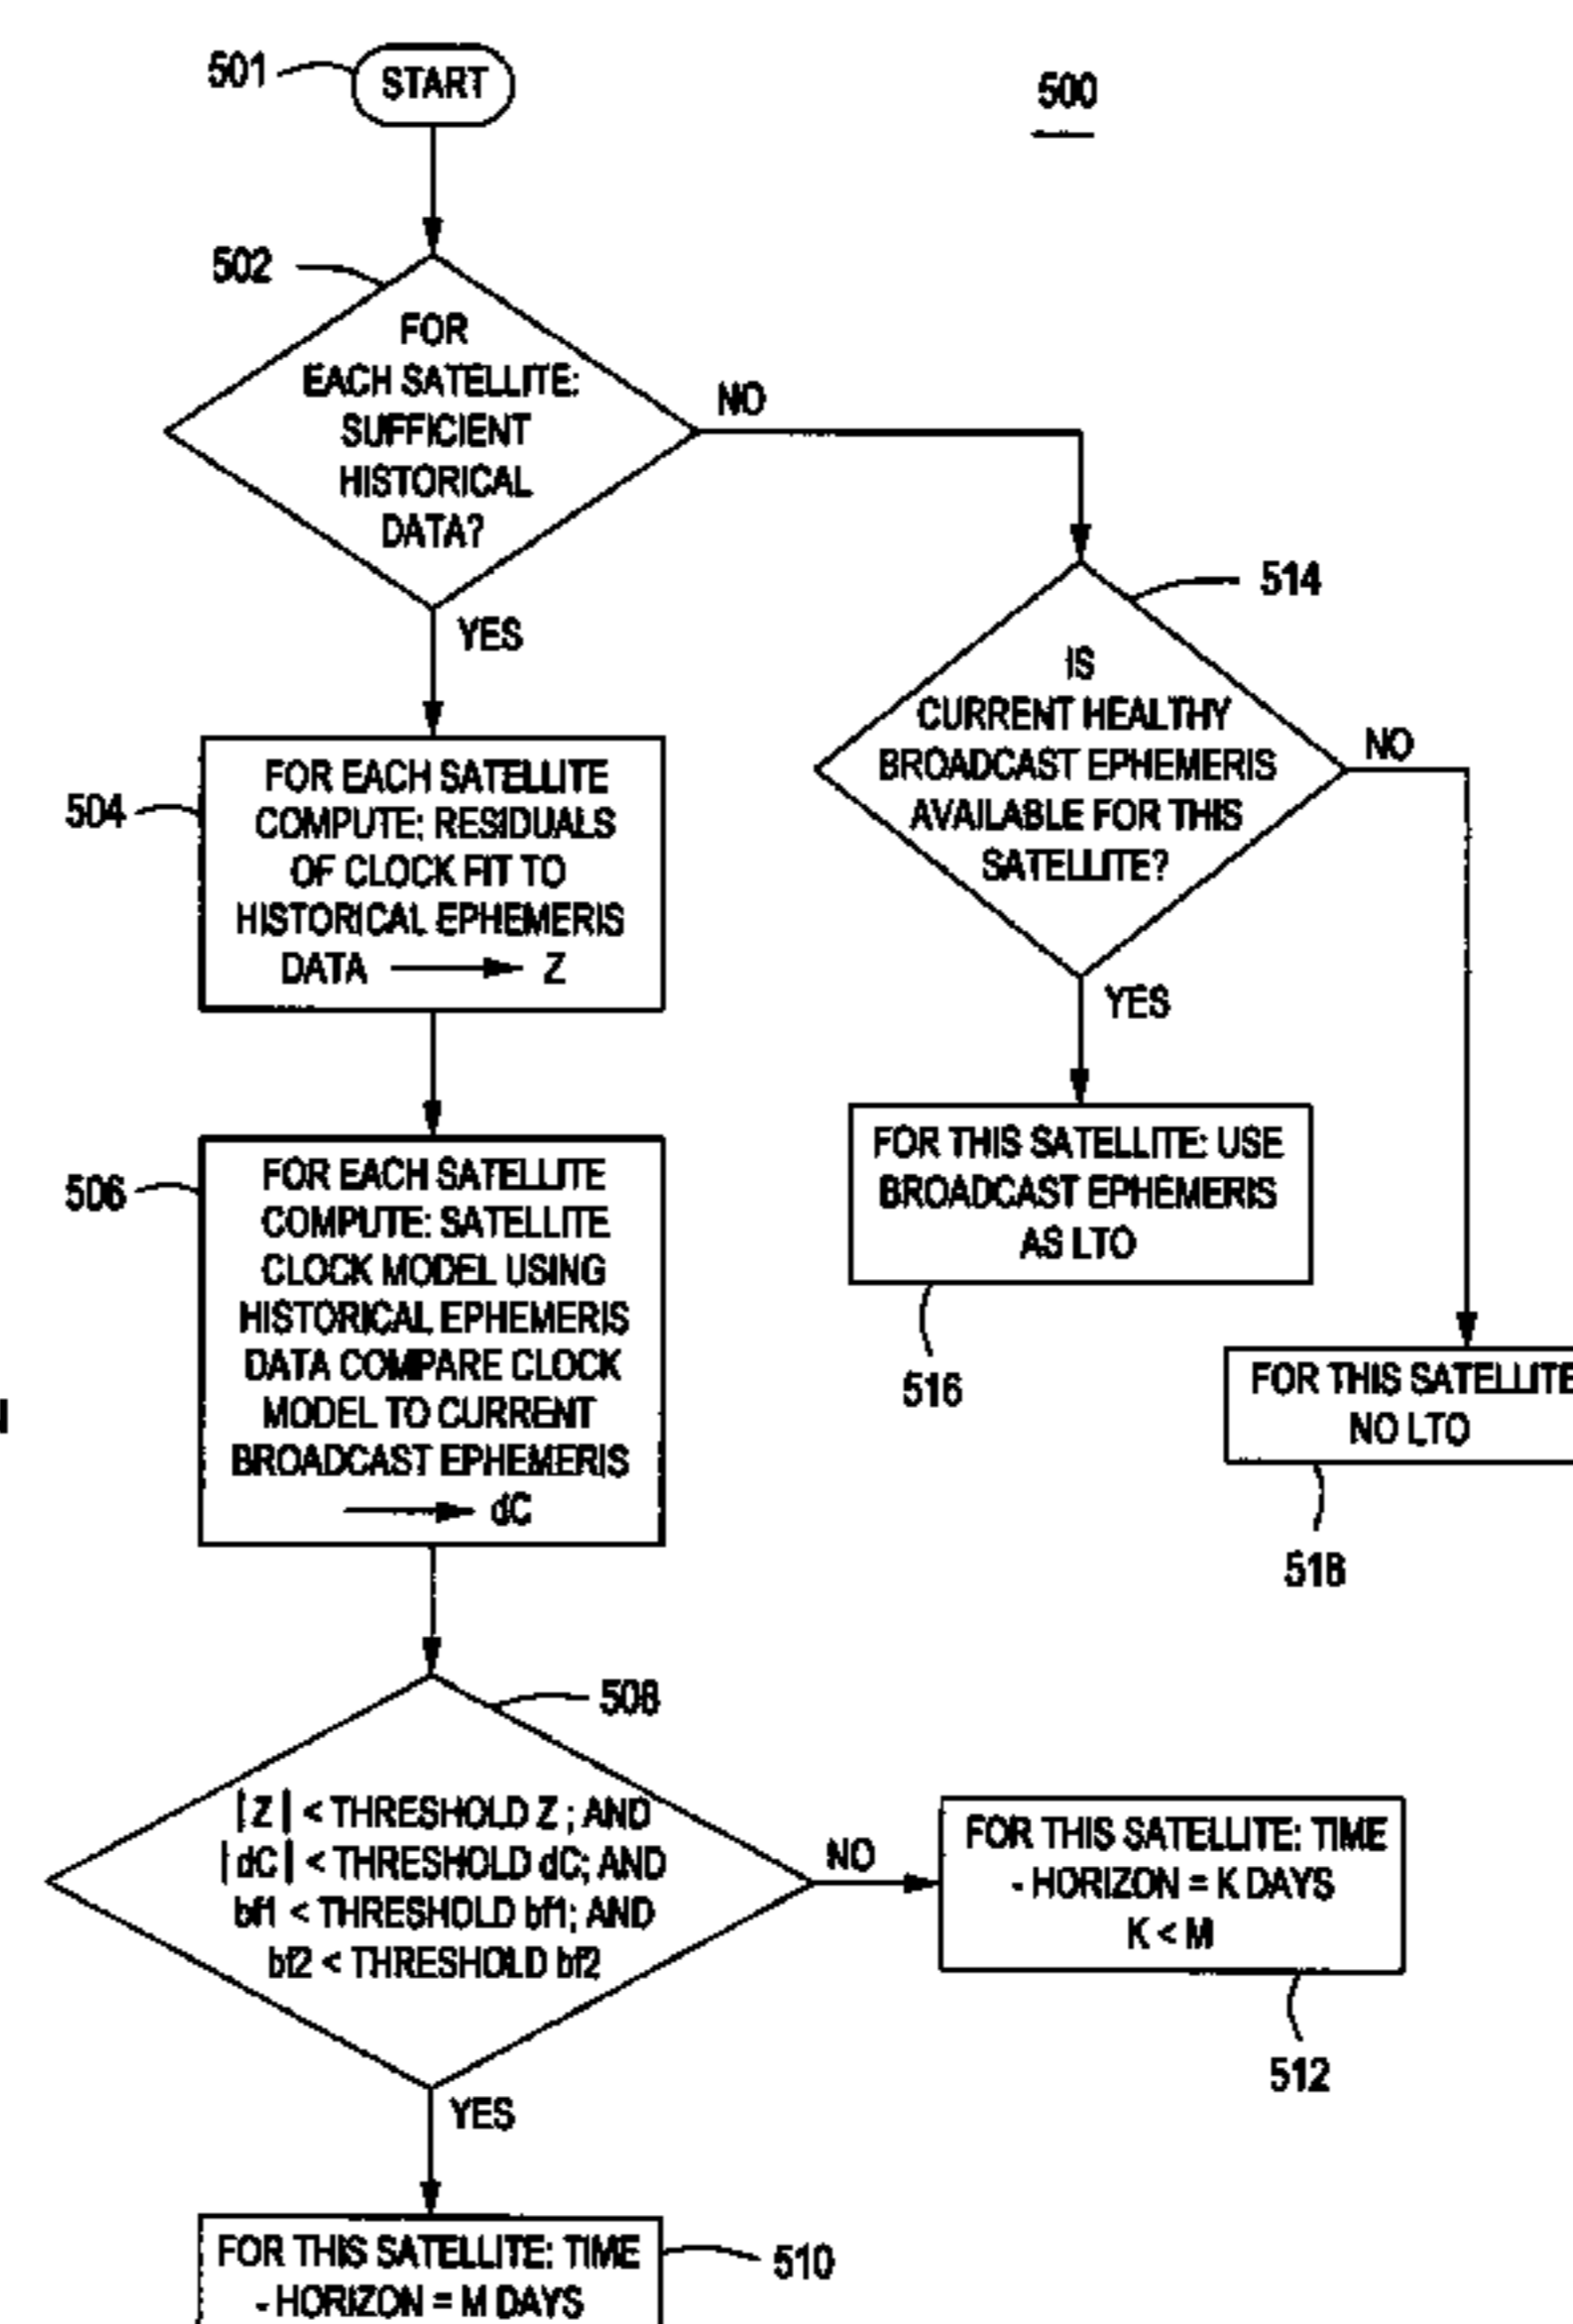 501
START
500
502
FOR
EACH SATELLITE:
SUFFICIENT
HISTORICAL
DATA?
NO
YES
514
IS
CURRENT HEALTHY
BROADCAST EPHEMERIS
AVAILABLE FOR THIS
SATELLITE?
NO
YES
504
FOR EACH SATELLITE
COMPUTE; RESIDUALS
OF CLOCK FIT TO
HISTORICAL EPHEMERIS
DATA → Z
516
FOR THIS SATELLITE: USE
BROADCAST EPHEMERIS
AS LTO
506
FOR EACH SATELLITE
COMPUTE: SATELLITE
CLOCK MODEL USING
HISTORICAL EPHEMERIS
DATA COMPARE CLOCK
MODEL TO CURRENT
BROADCAST EPHEMERIS
→ dC
FOR THIS SATELLITE
NO LTO
518
508
|Z| < THRESHOLD Z ; AND
|dC| < THRESHOLD dC; AND
bf1 < THRESHOLD bf1; AND
bf2 < THRESHOLD bf2
NO
FOR THIS SATELLITE: TIME
- HORIZON = K DAYS
K < M
512
YES
FOR THIS SATELLITE: TIME
- HORIZON = M DAYS
510